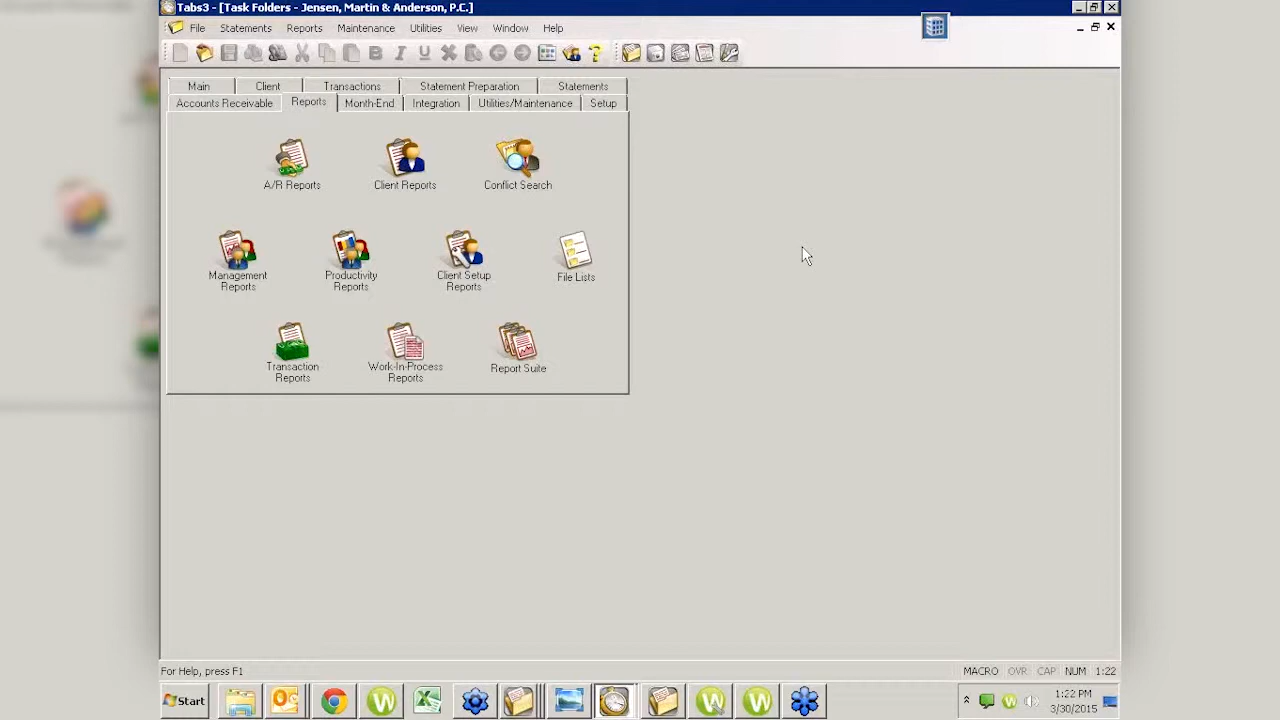 Tabs3 - [Task Folders - Jensen, Martin & Anderson, P.C.]
File Statements Reports Maintenance Utilities View Window Help
Main Client Transactions Statement Preparation Statements
Accounts Receivable Reports Month-End Integration Utilities/Maintenance Setup
A/R Reports Client Reports Conflict Search
Management Reports
Productivity Reports
Client Setup Reports
File Lists
Transaction Reports
Work-In-Process Reports
Report Suite
For Help, press F1 MACRO OVR CAP NUM 1:22
Start
1:22 PM
3/30/2015